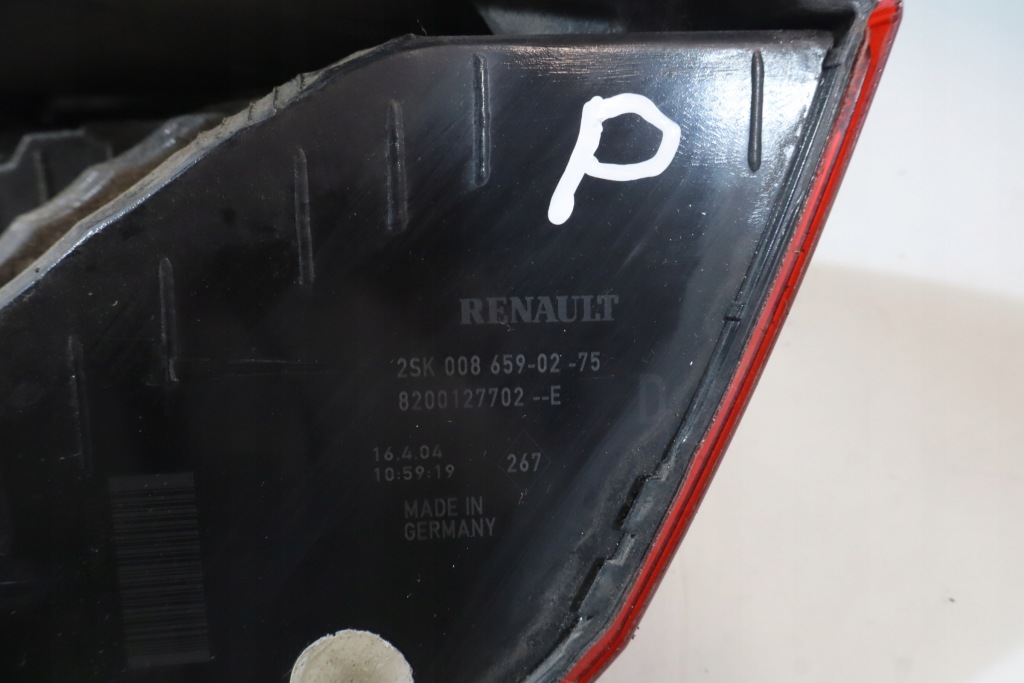 P
RENAULT
2SK 008 659-02 -75
8200127702 --E
D
16.4.04
10:59:19 267
MADE IN
GERMANY